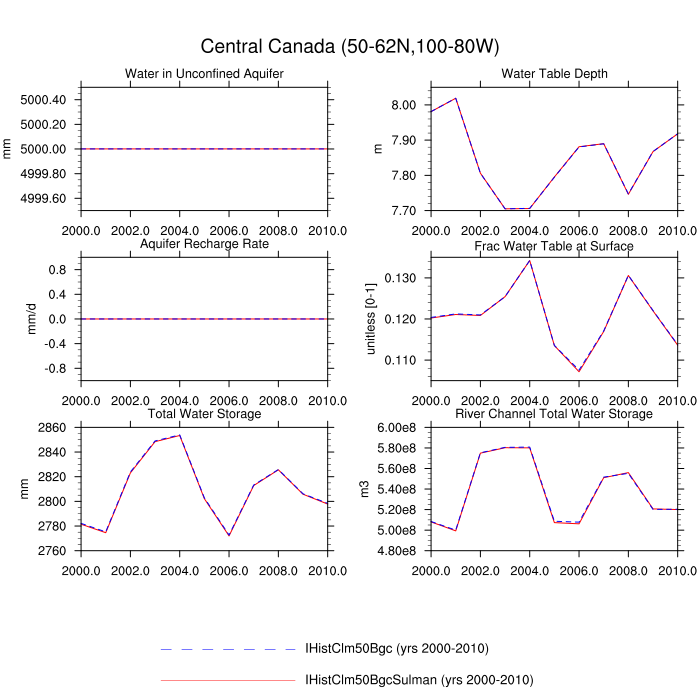 Central Canada (50-62N,100-80W)
Water in Unconfined Aquifer
mm
5000.40
5000.20
5000.00
4999.80
4999.60
2000.0 2002.0 2004.0 2006.0 2008.0 2010.0
Water Table Depth
m
8.00
7.90
7.80
7.70
2000.0 2002.0 2004.0 2006.0 2008.0 2010.0
Aquifer Recharge Rate
mm/d
0.8
0.4
0.0
-0.4
-0.8
2000.0 2002.0 2004.0 2006.0 2008.0 2010.0
Frac Water Table at Surface
unitless [0-1]
0.130
0.120
0.110
2000.0 2002.0 2004.0 2006.0 2008.0 2010.0
Total Water Storage
mm
2860
2840
2820
2800
2780
2760
2000.0 2002.0 2004.0 2006.0 2008.0 2010.0
River Channel Total Water Storage
m3
6.00e8
5.80e8
5.60e8
5.40e8
5.20e8
5.00e8
4.80e8
2000.0 2002.0 2004.0 2006.0 2008.0 2010.0
IHistClm50Bgc (yrs 2000-2010)
IHistClm50BgcSulman (yrs 2000-2010)